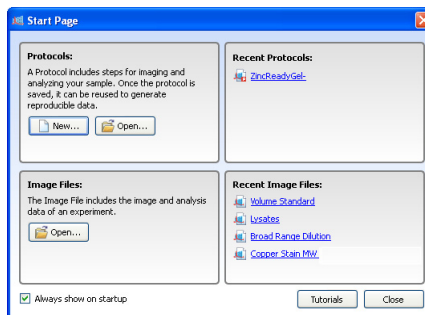 Start Page
Protocols:
A Protocol includes steps for imaging and
analyzing your sample. Once the protocol is
saved, it can be reused to generate
reproducible data.
New... Open...
Recent Protocols:
ZincReadyGel-
Image Files:
The Image File includes the image and analysis
data of an experiment.
Open...
Recent Image Files:
Volume Standard
Lysates
Broad Range Dilution
Copper Stain MW
Always show on startup
Tutorials Close